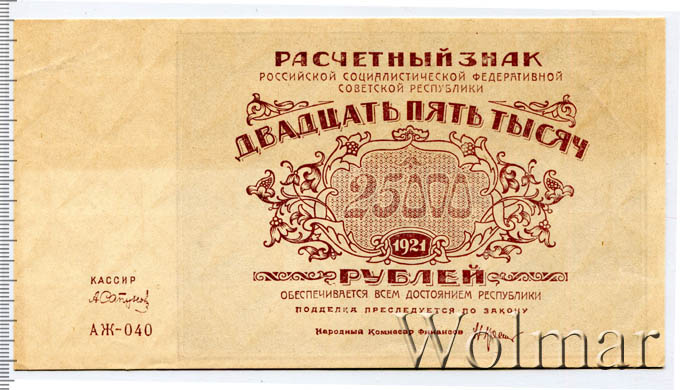 РАСЧЕТНЫЙ ЗНАК
РОССИЙСКОЙ СОЦИАЛИСТИЧЕСКОЙ ФЕДЕРАТИВНОЙ
СОВЕТСКОЙ РЕСПУБЛИКИ
ДВАДЦАТЬ ПЯТЬ ТЫСЯЧ
25000
1921
РУБЛЕЙ
ОБЕСПЕЧИВАЕТСЯ ВСЕМ ДОСТОЯНИЕМ РЕСПУБЛИКИ
ПОДДЕЛКА ПРЕСЛЕДУЕТСЯ ПО ЗАКОНУ
Народный Комиссар Финансов
КАССИР
АЖ-040
Wolmar